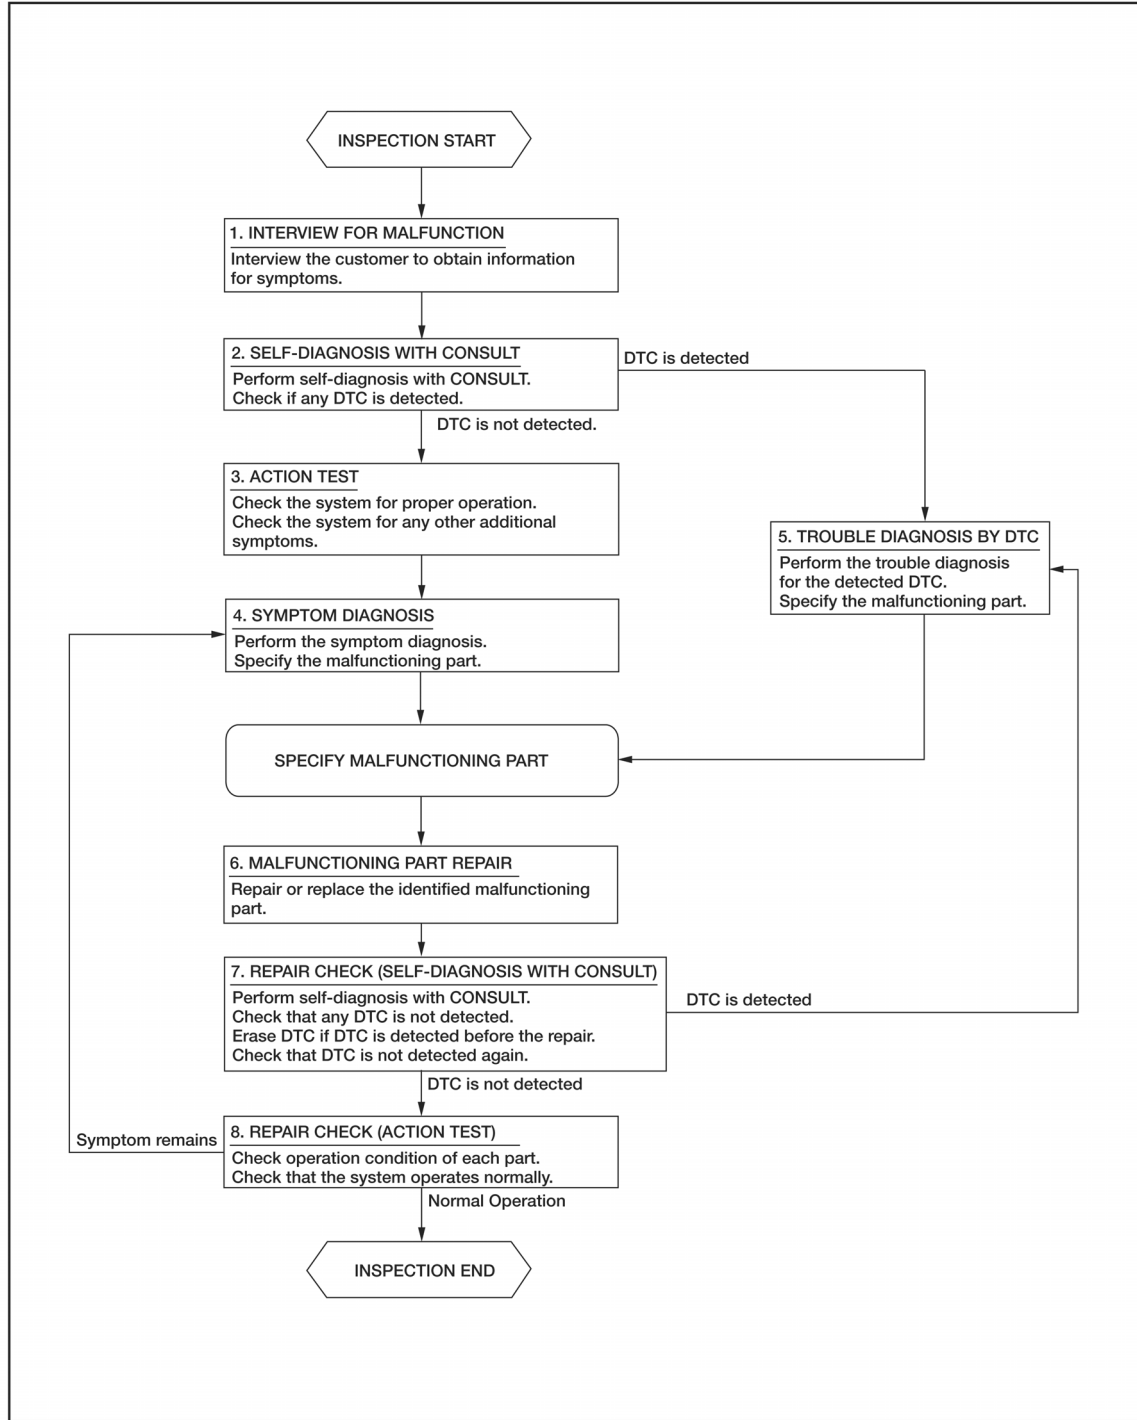 INSPECTION START
1. INTERVIEW FOR MALFUNCTION
Interview the customer to obtain information
for symptoms.
2. SELF-DIAGNOSIS WITH CONSULT
Perform self-diagnosis with CONSULT.
Check if any DTC is detected.
DTC is detected
DTC is not detected.
3. ACTION TEST
Check the system for proper operation.
Check the system for any other additional
symptoms.
5. TROUBLE DIAGNOSIS BY DTC
Perform the trouble diagnosis
for the detected DTC.
Specify the malfunctioning part.
4. SYMPTOM DIAGNOSIS
Perform the symptom diagnosis.
Specify the malfunctioning part.
SPECIFY MALFUNCTIONING PART
6. MALFUNCTIONING PART REPAIR
Repair or replace the identified malfunctioning
part.
7. REPAIR CHECK (SELF-DIAGNOSIS WITH CONSULT)
Perform self-diagnosis with CONSULT.
Check that any DTC is not detected.
Erase DTC if DTC is detected before the repair.
Check that DTC is not detected again.
DTC is detected
DTC is not detected
Symptom remains
8. REPAIR CHECK (ACTION TEST)
Check operation condition of each part.
Check that the system operates normally.
Normal Operation
INSPECTION END